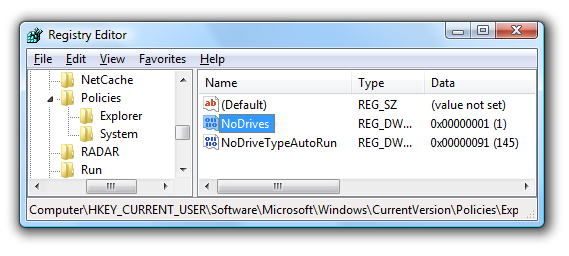 Registry Editor
File Edit View Favorites Help
NetCache
Policies
Explorer
System
RADAR
Run
Name Type Data
(Default) REG_SZ (value not set)
NoDrives REG_DW... 0x00000001 (1)
NoDriveTypeAutoRun REG_DW... 0x00000091 (145)
Computer\HKEY_CURRENT_USER\Software\Microsoft\Windows\CurrentVersion\Policies\Exp